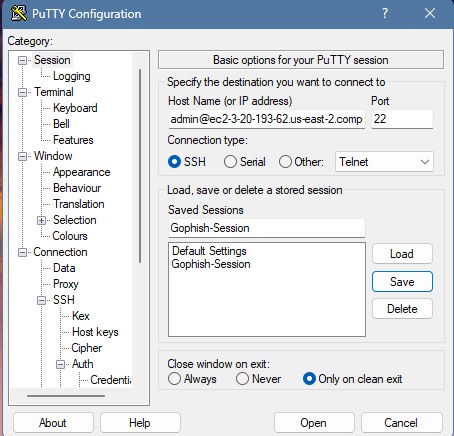 PuTTY Configuration
Category:
Session
Logging
Terminal
Keyboard
Bell
Features
Window
Appearance
Behaviour
Translation
Selection
Colours
Connection
Data
Proxy
SSH
Kex
Host keys
Cipher
Auth
Credentia
Basic options for your PuTTY session
Specify the destination you want to connect to
Host Name (or IP address) Port
admin@ec2-3-20-193-62.us-east-2.comp 22
Connection type:
SSH Serial Other: Telnet
Load, save or delete a stored session
Saved Sessions
Gophish-Session
Default Settings
Gophish-Session
Load
Save
Delete
Close window on exit:
Always Never Only on clean exit
About Help Open Cancel